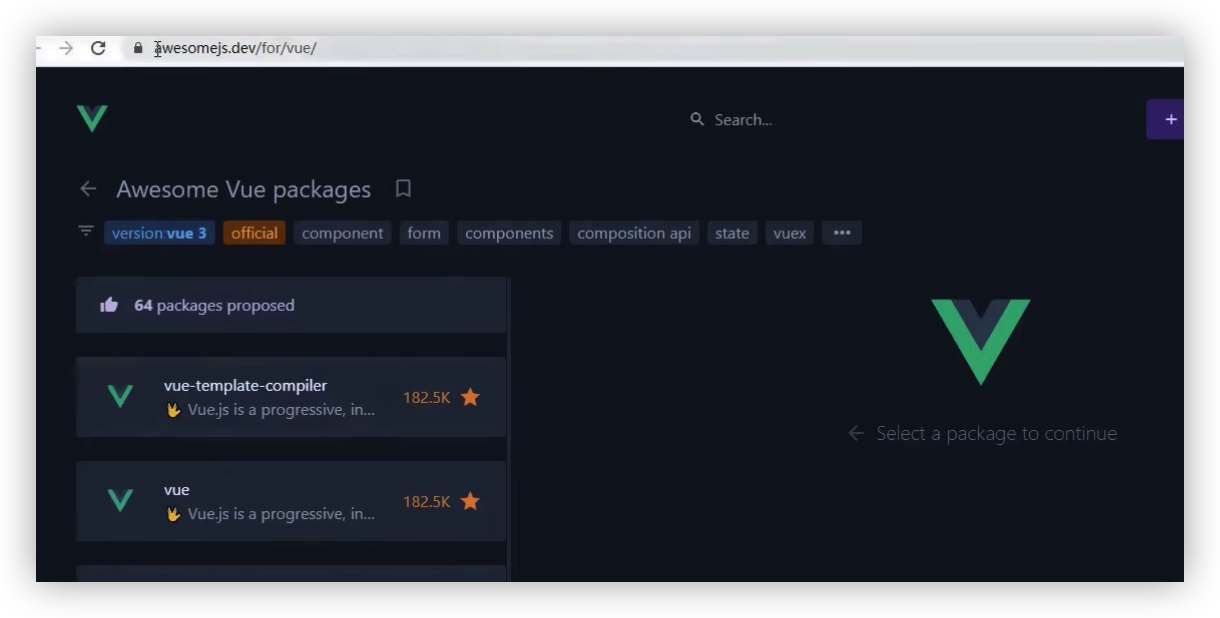 awesomejs.dev/for/vue/
Search...
+
Awesome Vue packages
version:vue 3 official component form components composition api state vuex •••
64 packages proposed
vue-template-compiler
🖖 Vue.js is a progressive, in...
182.5K
vue
🖖 Vue.js is a progressive, in...
182.5K
← Select a package to continue